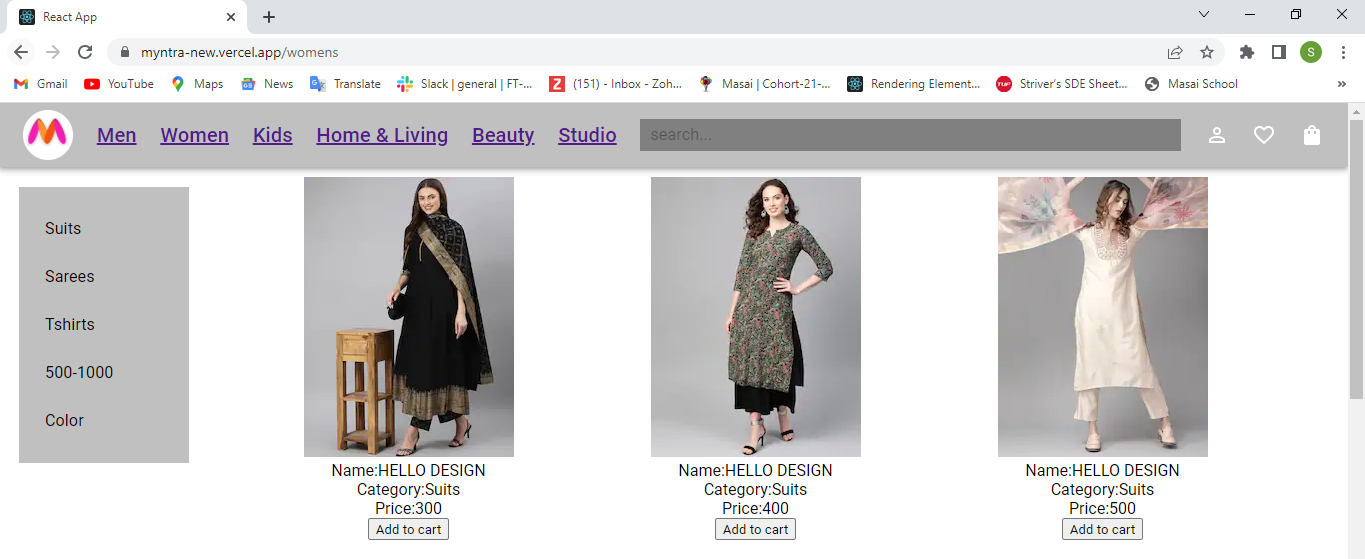 React App
myntra-new.vercel.app/womens
S
Gmail YouTube Maps News Translate Slack | general | FT-... (151) - Inbox - Zoh... Masai | Cohort-21-... Rendering Element... Striver's SDE Sheet... Masai School »
Men Women Kids Home & Living Beauty Studio search...
Suits
Sarees
Tshirts
500-1000
Color
Name:HELLO DESIGN
Category:Suits
Price:300
Add to cart
Name:HELLO DESIGN
Category:Suits
Price:400
Add to cart
Name:HELLO DESIGN
Category:Suits
Price:500
Add to cart